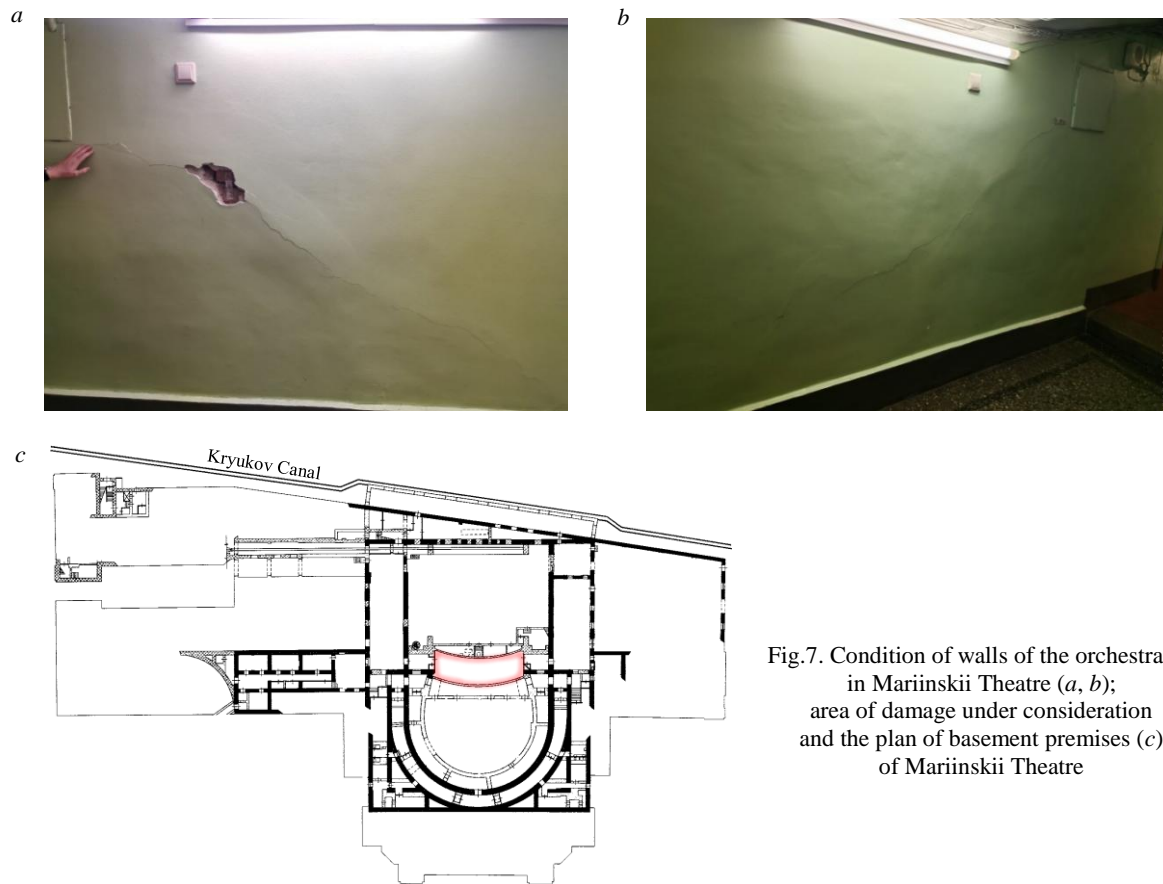 a
b
c
Kryukov Canal
Fig.7. Condition of walls of the orchestra
in Mariinskii Theatre (a, b);
area of damage under consideration
and the plan of basement premises (c)
of Mariinskii Theatre